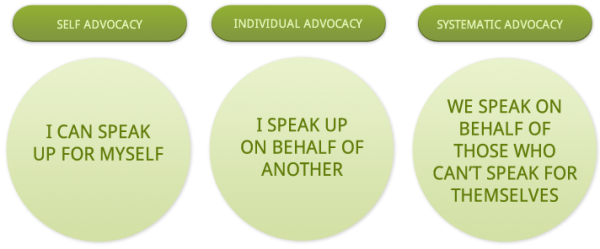 SELF ADVOCACY
I CAN SPEAK
UP FOR MYSELF
INDIVIDUAL ADVOCACY
I SPEAK UP
ON BEHALF OF
ANOTHER
SYSTEMATIC ADVOCACY
WE SPEAK ON
BEHALF OF
THOSE WHO
CAN'T SPEAK FOR
THEMSELVES